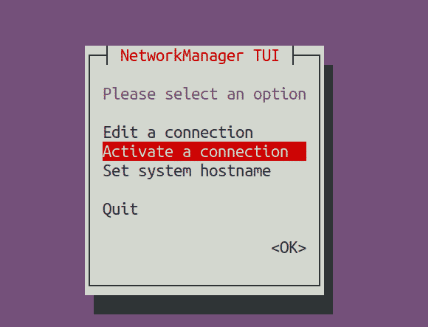 NetworkManager TUI
Please select an option
Edit a connection
Activate a connection
Set system hostname
Quit
<OK>